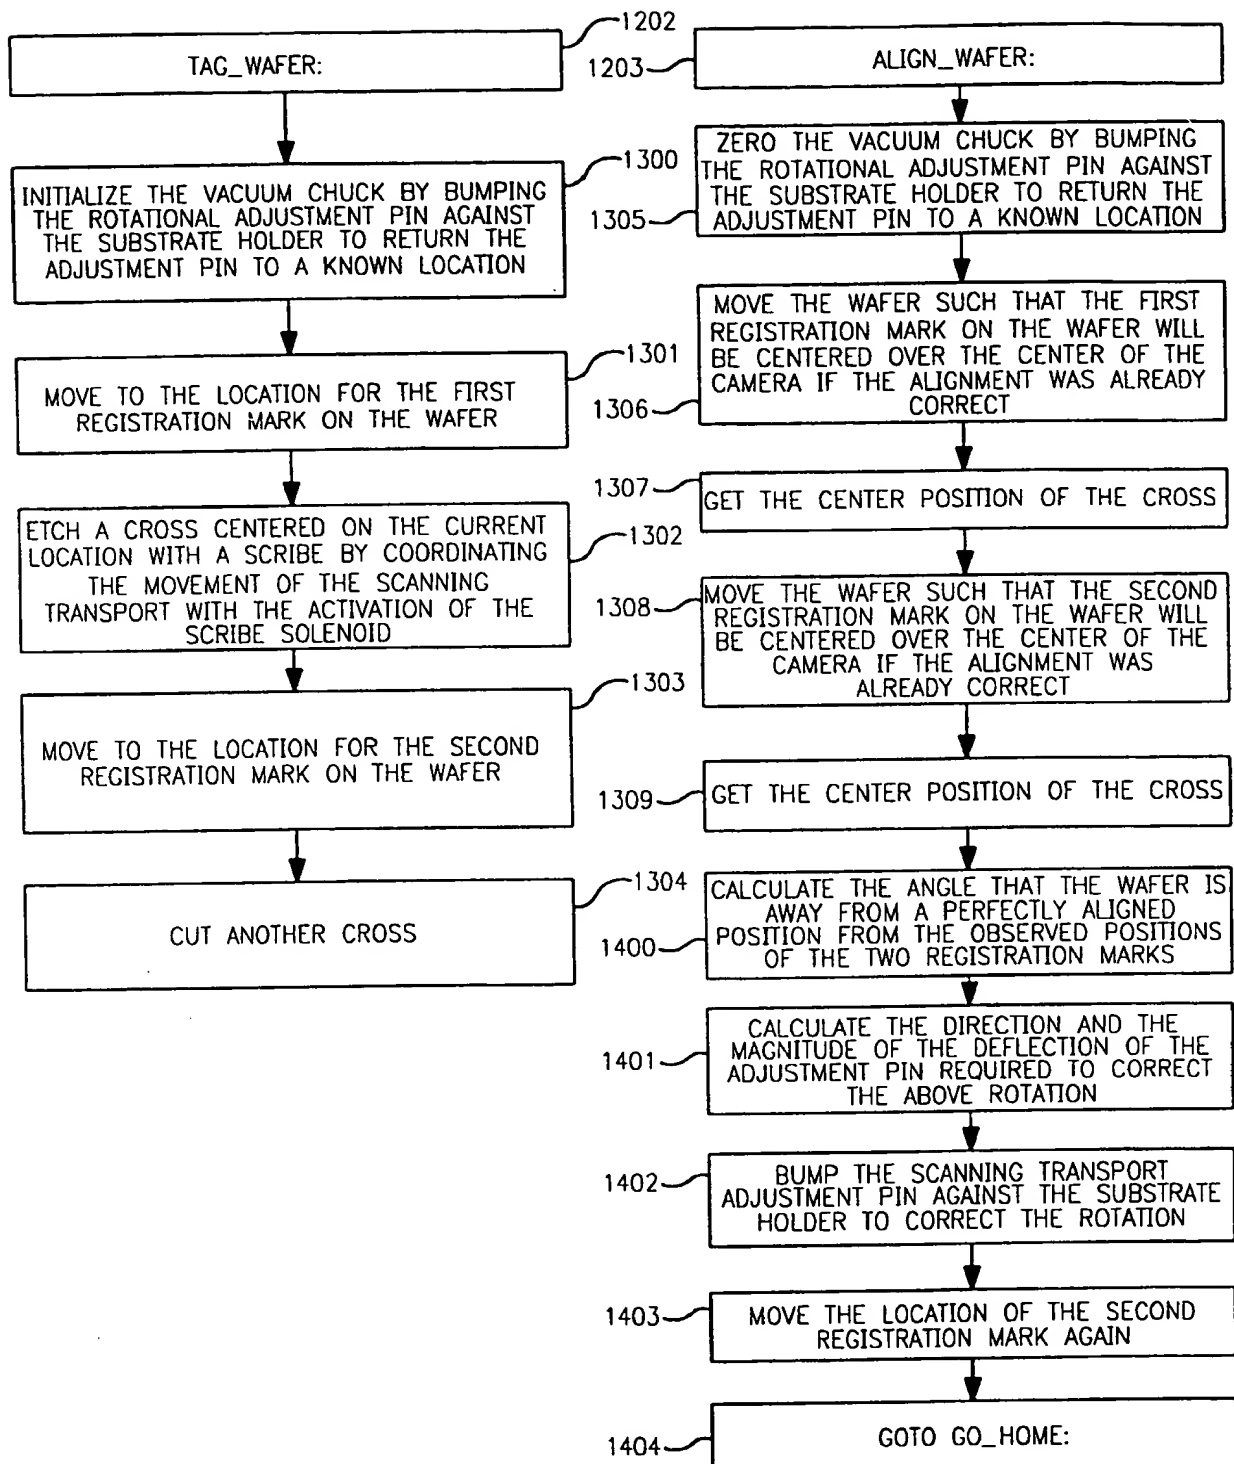 1202
TAG_WAFER:
1300
INITIALIZE THE VACUUM CHUCK BY BUMPING
THE ROTATIONAL ADJUSTMENT PIN AGAINST
THE SUBSTRATE HOLDER TO RETURN THE
ADJUSTMENT PIN TO A KNOWN LOCATION
1301
MOVE TO THE LOCATION FOR THE FIRST
REGISTRATION MARK ON THE WAFER
1302
ETCH A CROSS CENTERED ON THE CURRENT
LOCATION WITH A SCRIBE BY COORDINATING
THE MOVEMENT OF THE SCANNING
TRANSPORT WITH THE ACTIVATION OF THE
SCRIBE SOLENOID
1303
MOVE TO THE LOCATION FOR THE SECOND
REGISTRATION MARK ON THE WAFER
1304
CUT ANOTHER CROSS
1203
ALIGN_WAFER:
1305
ZERO THE VACUUM CHUCK BY BUMPING
THE ROTATIONAL ADJUSTMENT PIN AGAINST
THE SUBSTRATE HOLDER TO RETURN THE
ADJUSTMENT PIN TO A KNOWN LOCATION
1306
MOVE THE WAFER SUCH THAT THE FIRST
REGISTRATION MARK ON THE WAFER WILL
BE CENTERED OVER THE CENTER OF THE
CAMERA IF THE ALIGNMENT WAS ALREADY
CORRECT
1307
GET THE CENTER POSITION OF THE CROSS
1308
MOVE THE WAFER SUCH THAT THE SECOND
REGISTRATION MARK ON THE WAFER WILL
BE CENTERED OVER THE CENTER OF THE
CAMERA IF THE ALIGNMENT WAS
ALREADY CORRECT
1309
GET THE CENTER POSITION OF THE CROSS
1400
CALCULATE THE ANGLE THAT THE WAFER IS
AWAY FROM A PERFECTLY ALIGNED
POSITION FROM THE OBSERVED POSITIONS
OF THE TWO REGISTRATION MARKS
1401
CALCULATE THE DIRECTION AND THE
MAGNITUDE OF THE DEFLECTION OF THE
ADJUSTMENT PIN REQUIRED TO CORRECT
THE ABOVE ROTATION
1402
BUMP THE SCANNING TRANSPORT
ADJUSTMENT PIN AGAINST THE SUBSTRATE
HOLDER TO CORRECT THE ROTATION
1403
MOVE THE LOCATION OF THE SECOND
REGISTRATION MARK AGAIN
1404
GOTO GO_HOME: